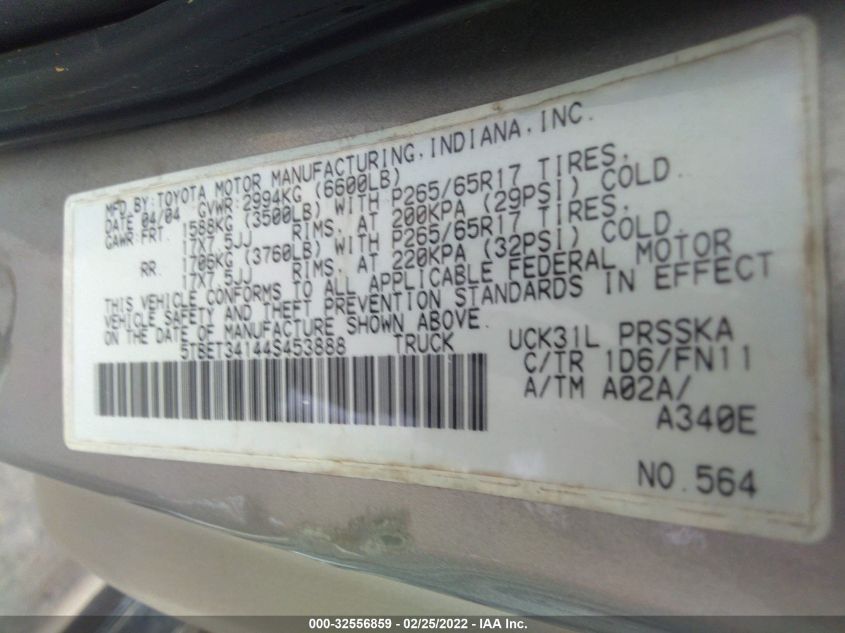 MFD.BY:TOYOTA MOTOR MANUFACTURING,INDIANA,INC.
DATE 04/04 GVWR:2994KG (6600LB)
GAWR:FRT. 1588KG (3500LB) WITH P265/65R17 TIRES,
17X7.5JJ RIMS, AT 200KPA (29PSI) COLD.
RR. 1706KG (3760LB) WITH P265/65R17 TIRES,
17X7.5JJ RIMS, AT 220KPA (32PSI) COLD.
THIS VEHICLE CONFORMS TO ALL APPLICABLE FEDERAL MOTOR
VEHICLE SAFETY AND THEFT PREVENTION STANDARDS IN EFFECT
ON THE DATE OF MANUFACTURE SHOWN ABOVE.
5TBET34144S453888 TRUCK UCK31L PRSSKA
C/TR 1D6/FN11
A/TM A02A/
A340E
NO.564
000-32556859 - 02/25/2022 - IAA Inc.